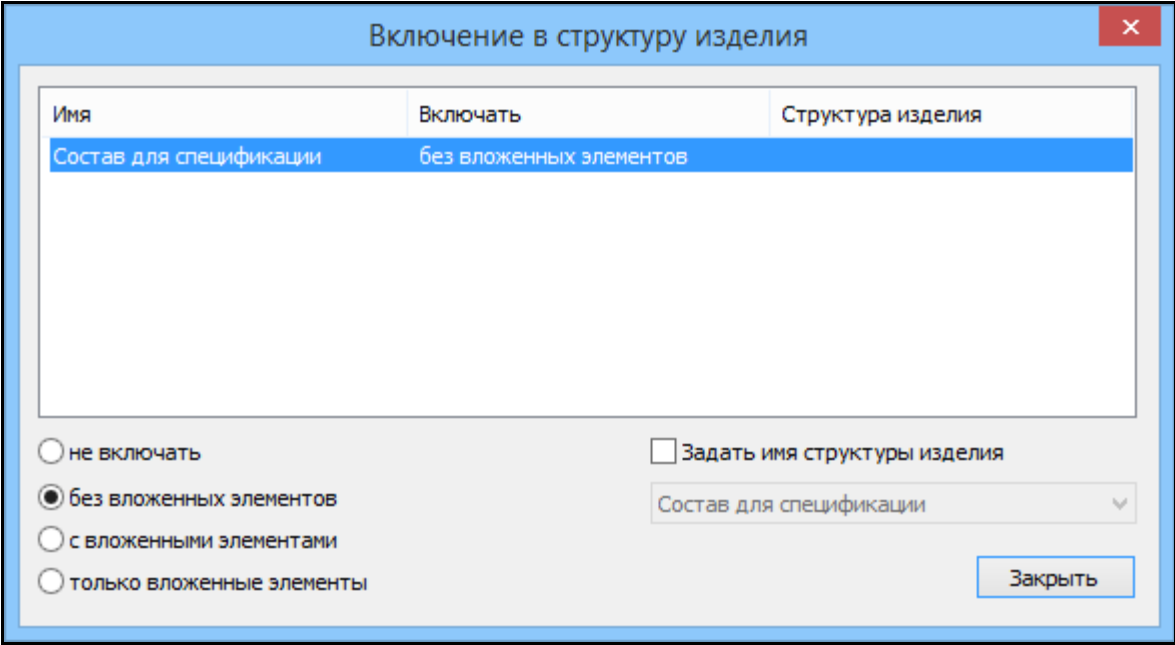 Включение в структуру изделия
Имя Включать Структура изделия
Состав для спецификации без вложенных элементов
не включать Задать имя структуры изделия
без вложенных элементов Состав для спецификации
с вложенными элементами
только вложенные элементы Закрыть